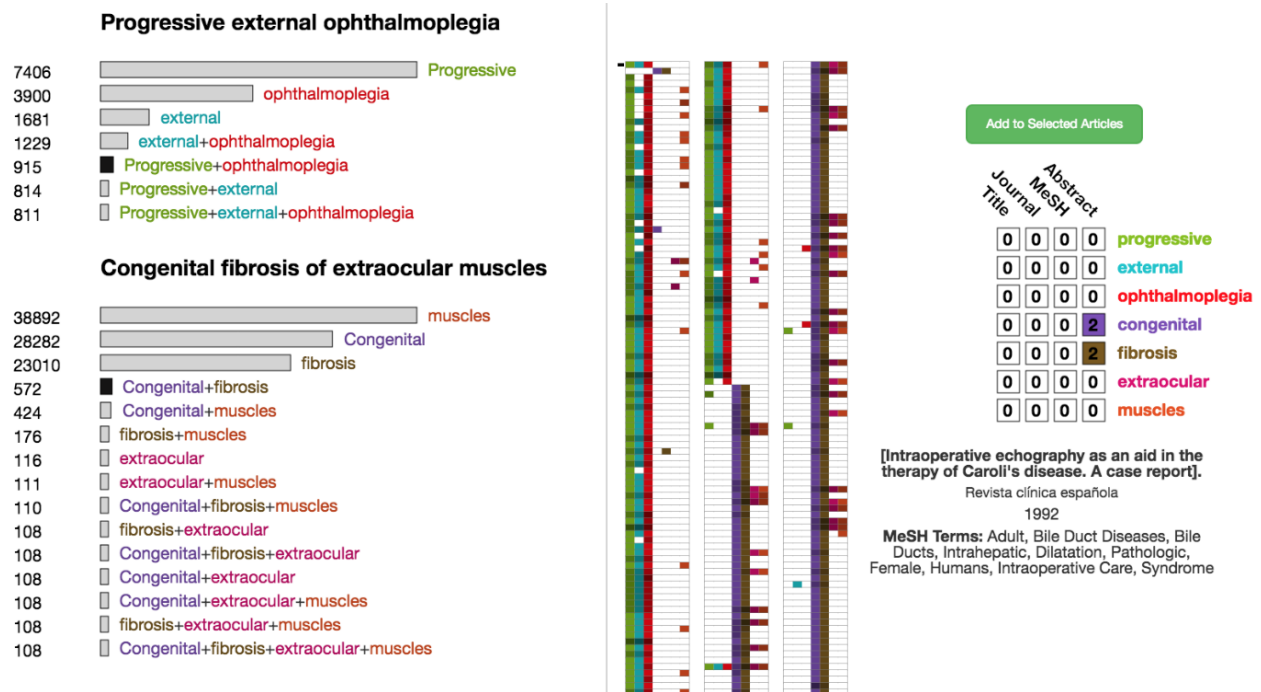 Progressive external ophthalmoplegia
7406 Progressive
3900 ophthalmoplegia
1681 external
1229 external+ophthalmoplegia
915 Progressive+ophthalmoplegia
814 Progressive+external
811 Progressive+external+ophthalmoplegia
Congenital fibrosis of extraocular muscles
38892 muscles
28282 Congenital
23010 fibrosis
572 Congenital+fibrosis
424 Congenital+muscles
176 fibrosis+muscles
116 extraocular
111 extraocular+muscles
110 Congenital+fibrosis+muscles
108 fibrosis+extraocular
108 Congenital+fibrosis+extraocular
108 Congenital+extraocular
108 Congenital+extraocular+muscles
108 fibrosis+extraocular+muscles
108 Congenital+fibrosis+extraocular+muscles
Add to Selected Articles
Title
Journal
MeSH
Abstract
0 0 0 0 progressive
0 0 0 0 external
0 0 0 0 ophthalmoplegia
0 0 0 2 congenital
0 0 0 2 fibrosis
0 0 0 0 extraocular
0 0 0 0 muscles
[Intraoperative echography as an aid in the
therapy of Caroli's disease. A case report].
Revista clínica española
1992
MeSH Terms: Adult, Bile Duct Diseases, Bile
Ducts, Intrahepatic, Dilatation, Pathologic,
Female, Humans, Intraoperative Care, Syndrome